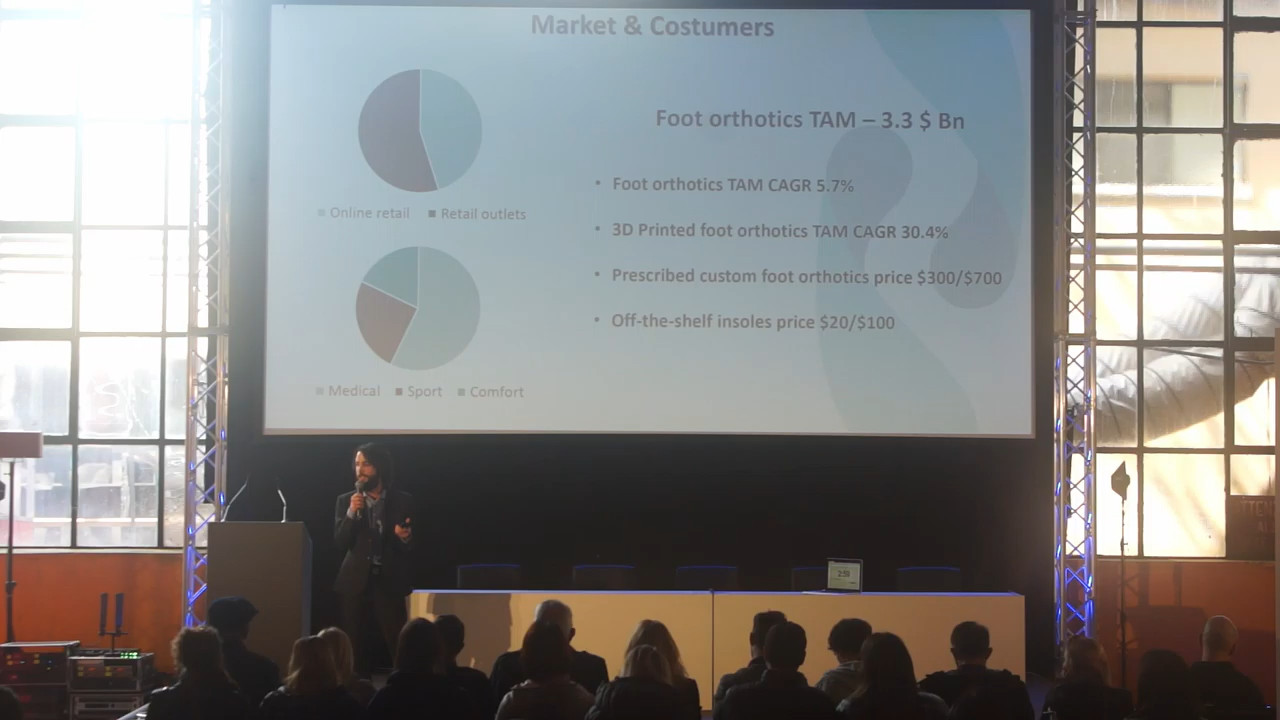 Market & Costumers
Foot orthotics TAM – 3.3 $ Bn
Online retail Retail outlets
Medical Sport Comfort
• Foot orthotics TAM CAGR 5.7%
• 3D Printed foot orthotics TAM CAGR 30.4%
• Prescribed custom foot orthotics price $300/$700
• Off-the-shelf insoles price $20/$100
2:59